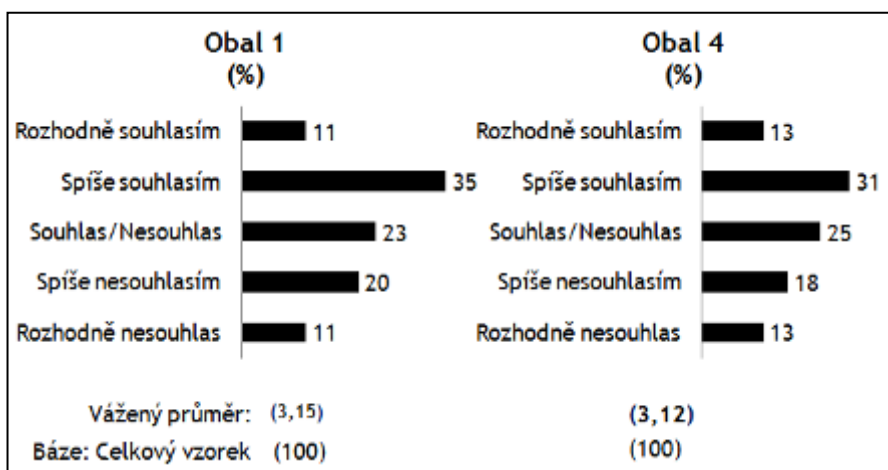 Obal 1
(%)
Rozhodně souhlasím 11
Spíše souhlasím 35
Souhlas/Nesouhlas 23
Spíše nesouhlasím 20
Rozhodně nesouhlas 11
Obal 4
(%)
Rozhodně souhlasím 13
Spíše souhlasím 31
Souhlas/Nesouhlas 25
Spíše nesouhlasím 18
Rozhodně nesouhlas 13
Vážený průměr: (3,15) (3,12)
Báze: Celkový vzorek (100) (100)